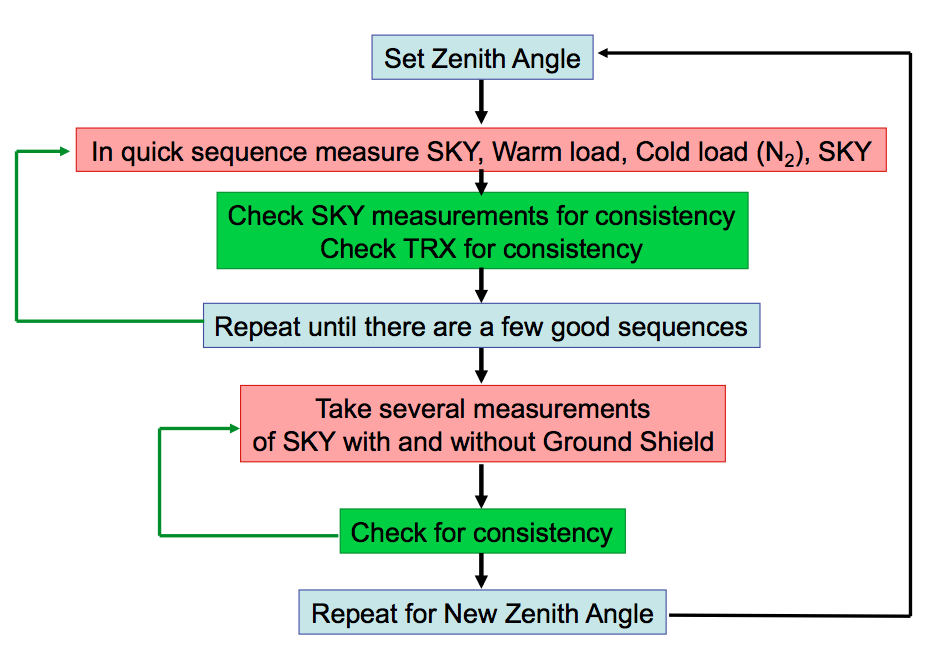 Set Zenith Angle
In quick sequence measure SKY, Warm load, Cold load (N₂), SKY
Check SKY measurements for consistency
Check TRX for consistency
Repeat until there are a few good sequences
Take several measurements
of SKY with and without Ground Shield
Check for consistency
Repeat for New Zenith Angle